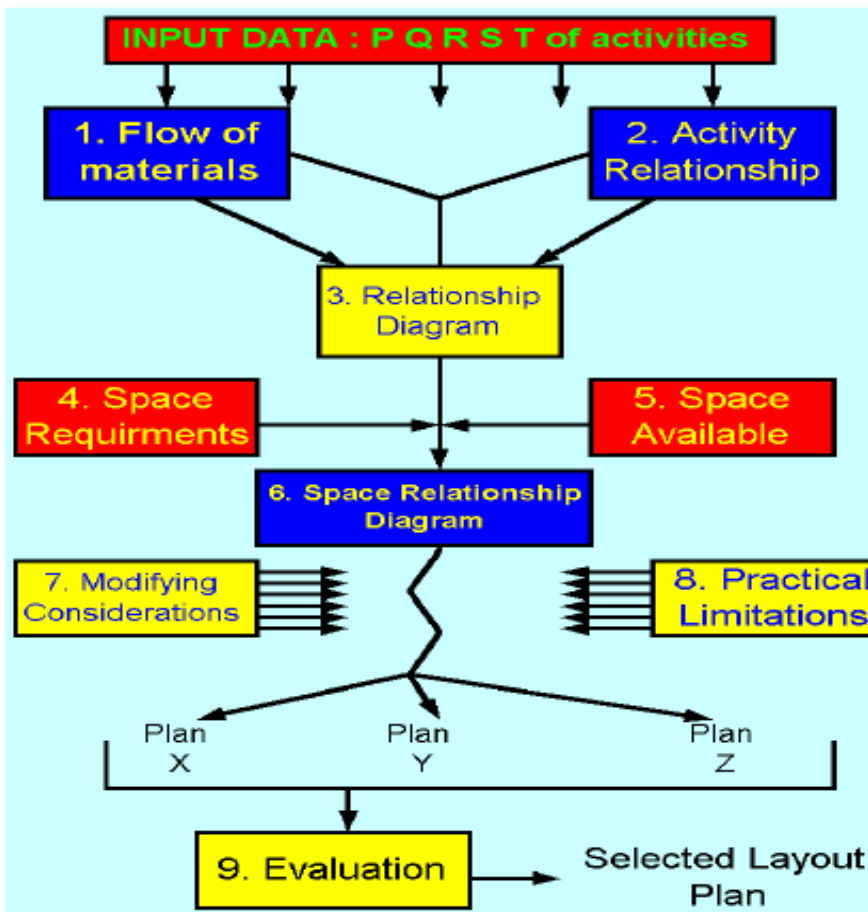 INPUT DATA : P Q R S T of activities
1. Flow of
materials
2. Activity
Relationship
3. Relationship
Diagram
4. Space
Requirments
5. Space
Available
6. Space Relationship
Diagram
7. Modifying
Considerations
8. Practical
Limitations
Plan
X
Plan
Y
Plan
Z
9. Evaluation
Selected Layout
Plan